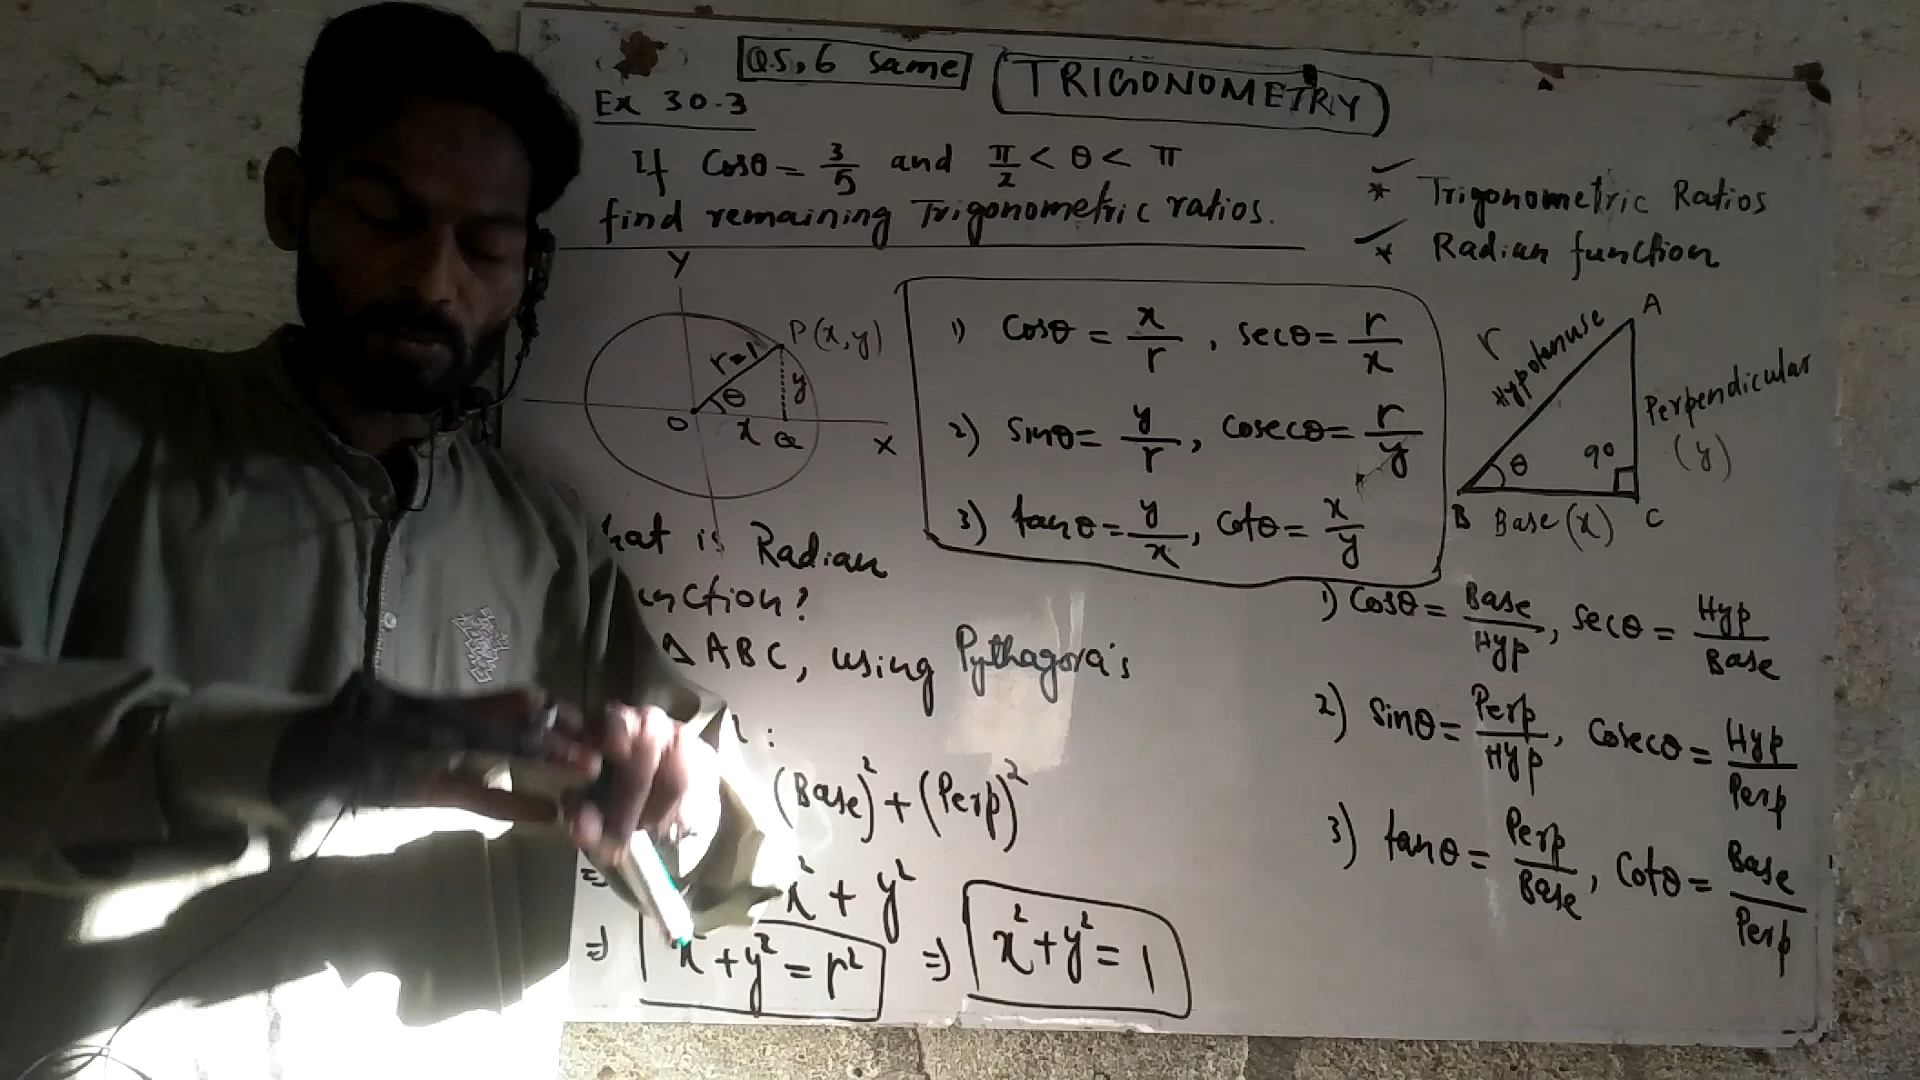 Q.5, 6 Same
TRIGONOMETRY
Ex 30.3
If Cosθ = 3/5 and π/2 < θ < π
find remaining Trigonometric ratios.
* Trigonometric Ratios
* Radian function
Y
P(x, y)
r=1
θ
y
O
x
Q
X
1) Cosθ = x/r , secθ = r/x
2) Sinθ = y/r , Cosecθ = r/y
3) tanθ = y/x , Cotθ = x/y
A
r
Hypotenuse
Perpendicular
(y)
θ
90
B
Base (x)
C
is Radian
?
ΔABC, using Pythagora's
:
(Base)² + (Perp)²
⇒ x² + y²
⇒ x² + y² = r² ⇒ x² + y² = 1
1) Cosθ = Base/Hyp , Secθ = Hyp/Base
2) Sinθ = Perp/Hyp , Cosecθ = Hyp/Perp
3) tanθ = Perp/Base , Cotθ = Base/Perp